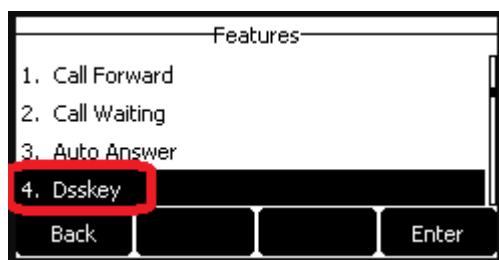 Features
1. Call Forward
2. Call Waiting
3. Auto Answer
4. Dsskey
Back Enter